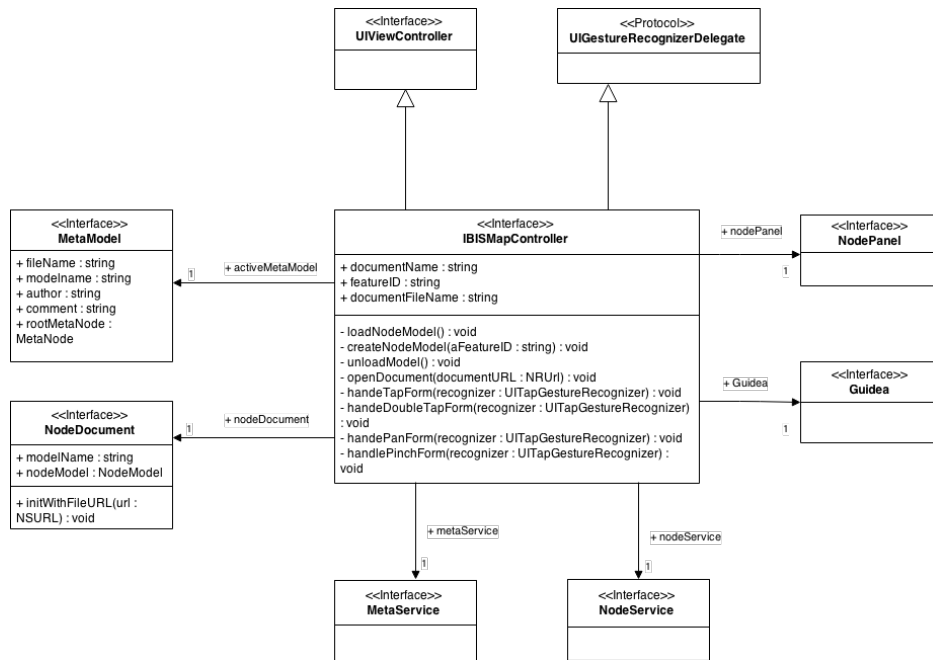 <<Interface>>
UIViewController
<<Protocol>>
UIGestureRecognizerDelegate
<<Interface>>
MetaModel
+ fileName : string
+ modelname : string
+ author : string
+ comment : string
+ rootMetaNode :
MetaNode
1
+ activeMetaModel
<<Interface>>
IBISMapController
+ documentName : string
+ featureID : string
+ documentFileName : string
- loadNodeModel() : void
- createNodeModel(aFeatureID : string) : void
- unloadModel() : void
- openDocument(documentURL : NRUrl) : void
- handeTapForm(recognizer : UITapGestureRecognizer) : void
- handeDoubleTapForm(recognizer : UITapGestureRecognizer)
: void
- handePanForm(recognizer : UITapGestureRecognizer) : void
- handlePinchForm(recognizer : UITapGestureRecognizer) :
void
+ nodePanel
1
<<Interface>>
NodePanel
+ Guidea
1
<<Interface>>
Guidea
<<Interface>>
NodeDocument
+ modelName : string
+ nodeModel : NodeModel
+ initWithFileURL(url :
NSURL) : void
1
+ nodeDocument
+ metaService
1
+ nodeService
1
<<Interface>>
MetaService
<<Interface>>
NodeService